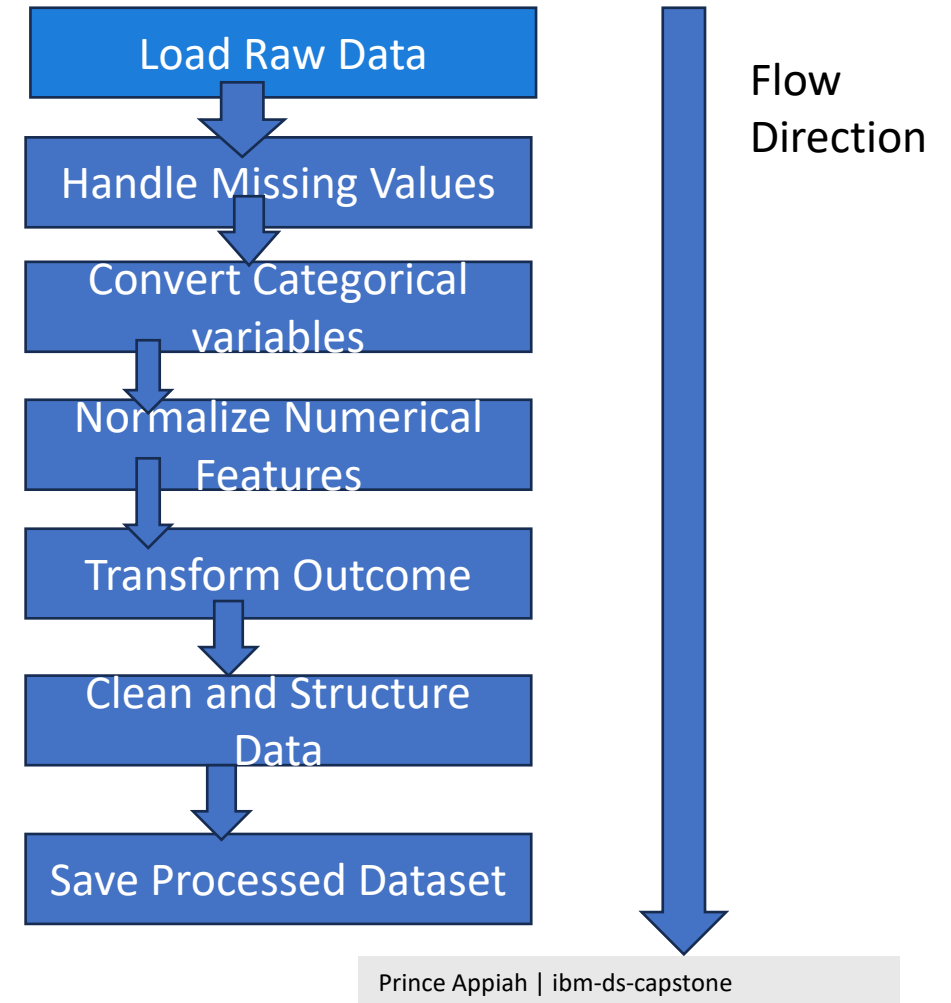 Load Raw Data
Flow
Direction
Handle Missing Values
Convert Categorical
variables
Normalize Numerical
Features
Transform Outcome
Clean and Structure
Data
Save Processed Dataset
Prince Appiah | ibm-ds-capstone